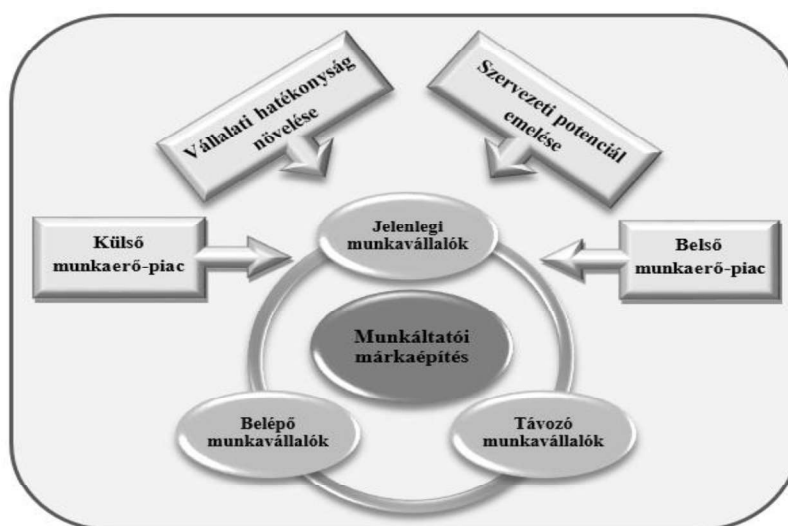 Vállalati hatékonyság
növelése
Szervezeti potenciál
emelése
Külső
munkaerő-piac
Jelenlegi
munkavállalók
Belső
munkaerő-piac
Munkáltatói
márkaépítés
Belépő
munkavállalók
Távozó
munkavállalók